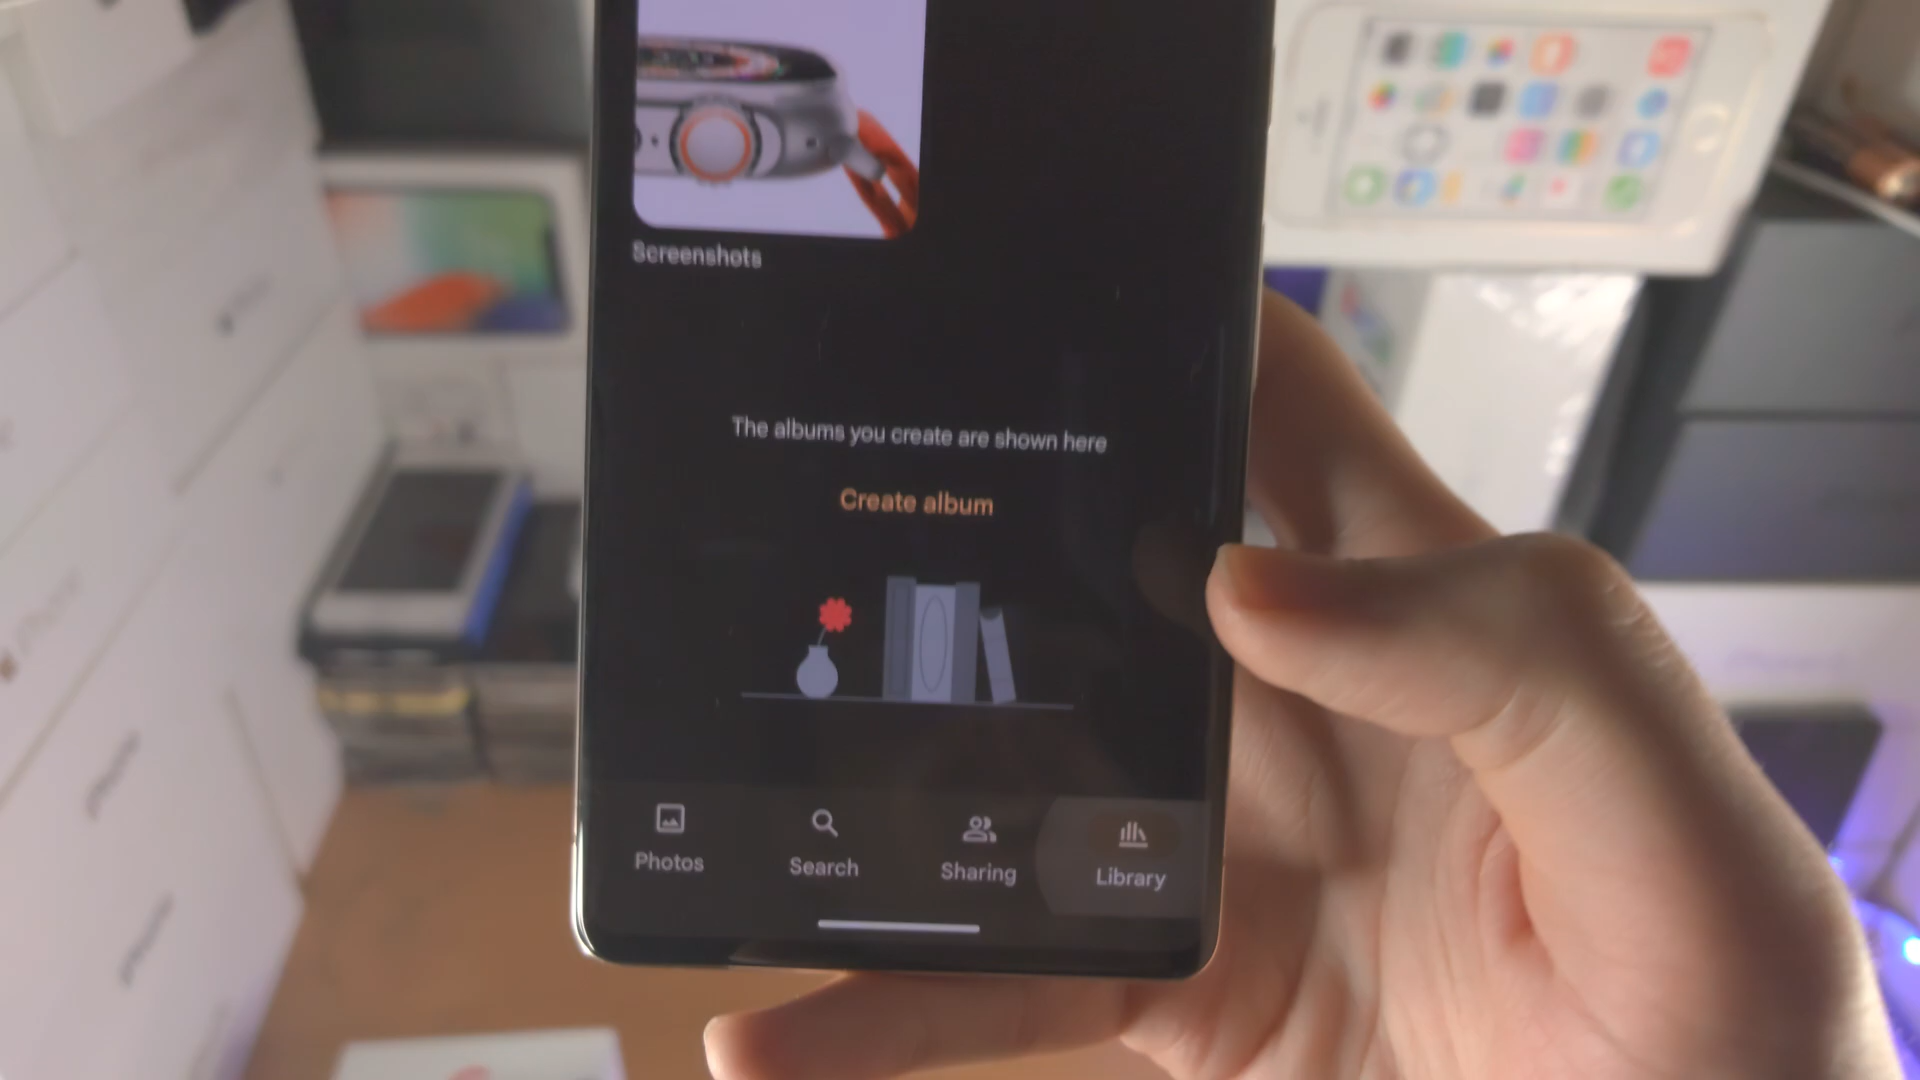 Screenshots
The albums you create are shown here
Create album
Photos
Search
Sharing
Library